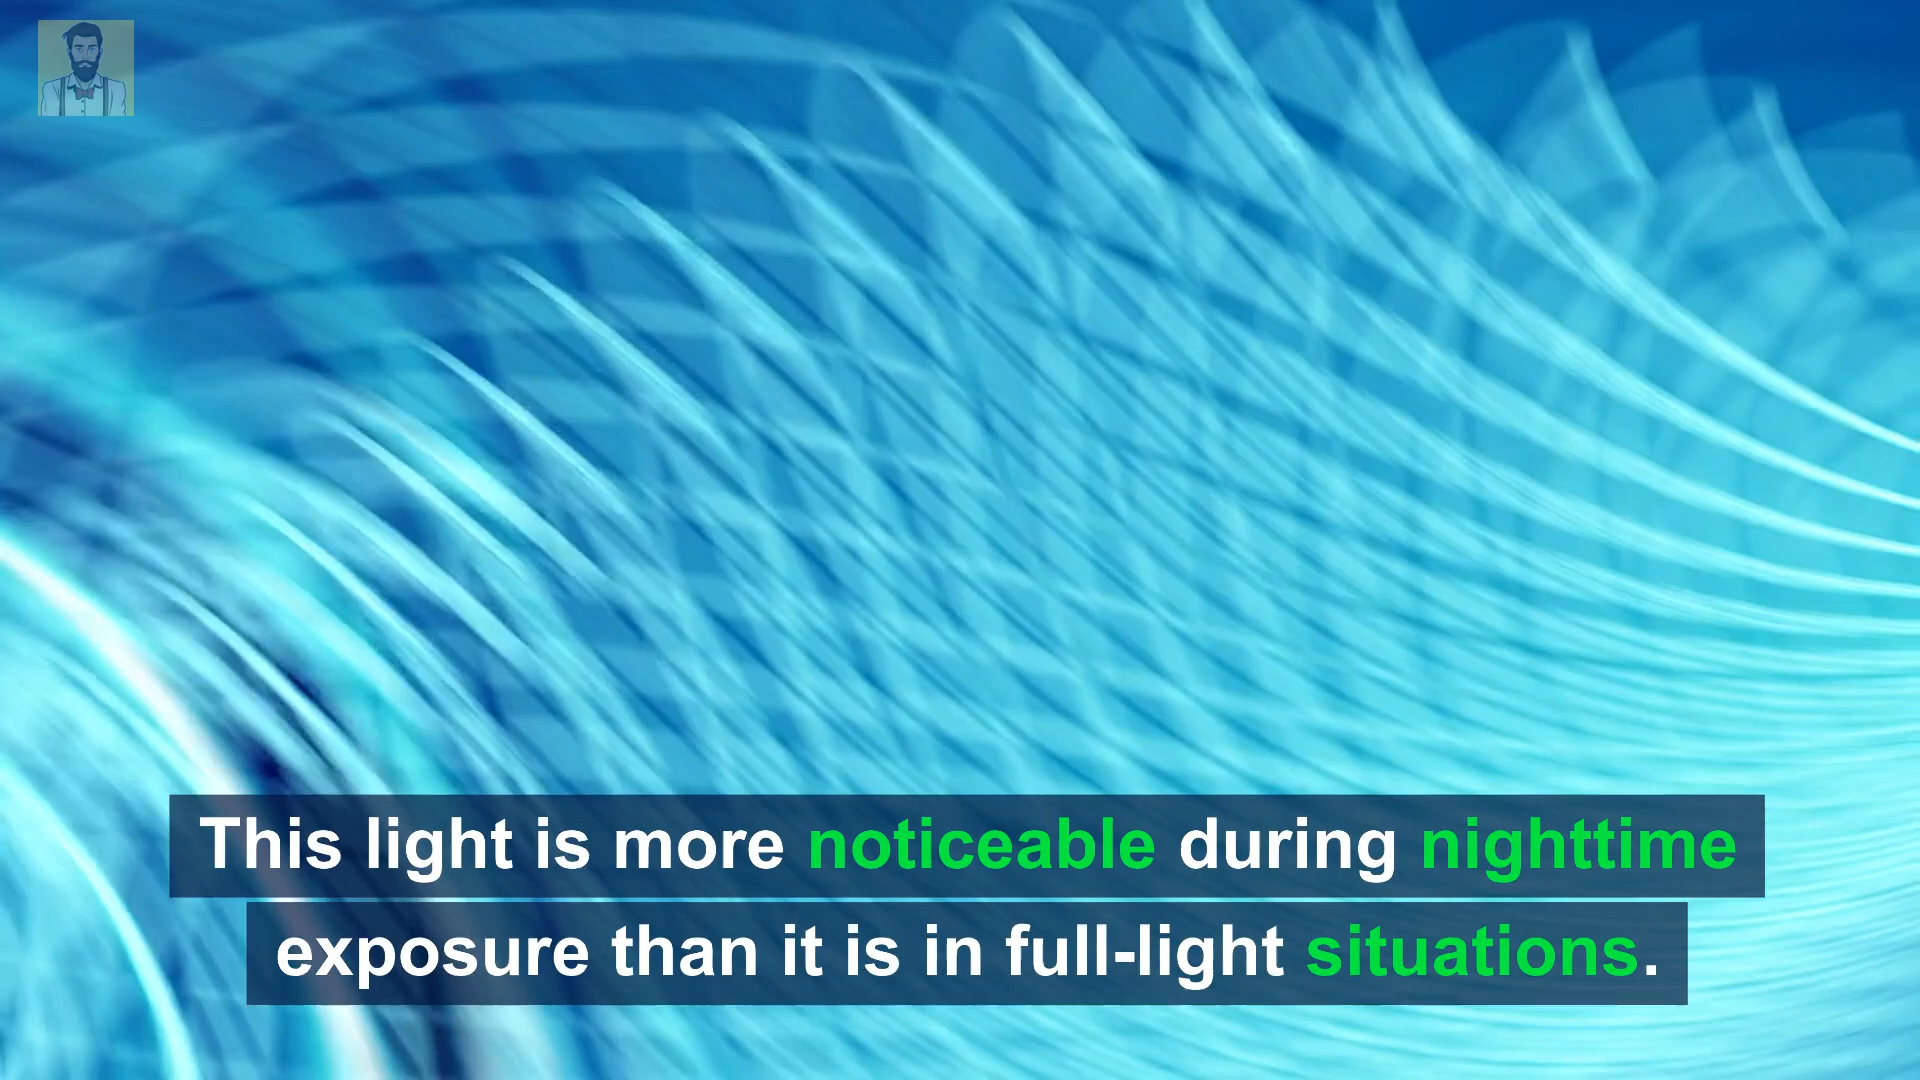 This light is more noticeable during nighttime
exposure than it is in full-light situations.